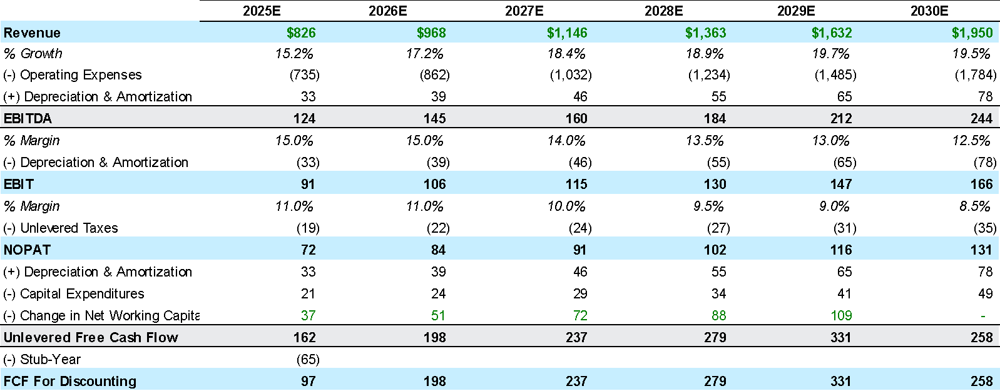 2025E 2026E 2027E 2028E 2029E 2030E
Revenue $826 $968 $1,146 $1,363 $1,632 $1,950
% Growth 15.2% 17.2% 18.4% 18.9% 19.7% 19.5%
(-) Operating Expenses (735) (862) (1,032) (1,234) (1,485) (1,784)
(+) Depreciation & Amortization 33 39 46 55 65 78
EBITDA 124 145 160 184 212 244
% Margin 15.0% 15.0% 14.0% 13.5% 13.0% 12.5%
(-) Depreciation & Amortization (33) (39) (46) (55) (65) (78)
EBIT 91 106 115 130 147 166
% Margin 11.0% 11.0% 10.0% 9.5% 9.0% 8.5%
(-) Unlevered Taxes (19) (22) (24) (27) (31) (35)
NOPAT 72 84 91 102 116 131
(+) Depreciation & Amortization 33 39 46 55 65 78
(-) Capital Expenditures 21 24 29 34 41 49
(-) Change in Net Working Capita 37 51 72 88 109 -
Unlevered Free Cash Flow 162 198 237 279 331 258
(-) Stub-Year (65)
FCF For Discounting 97 198 237 279 331 258